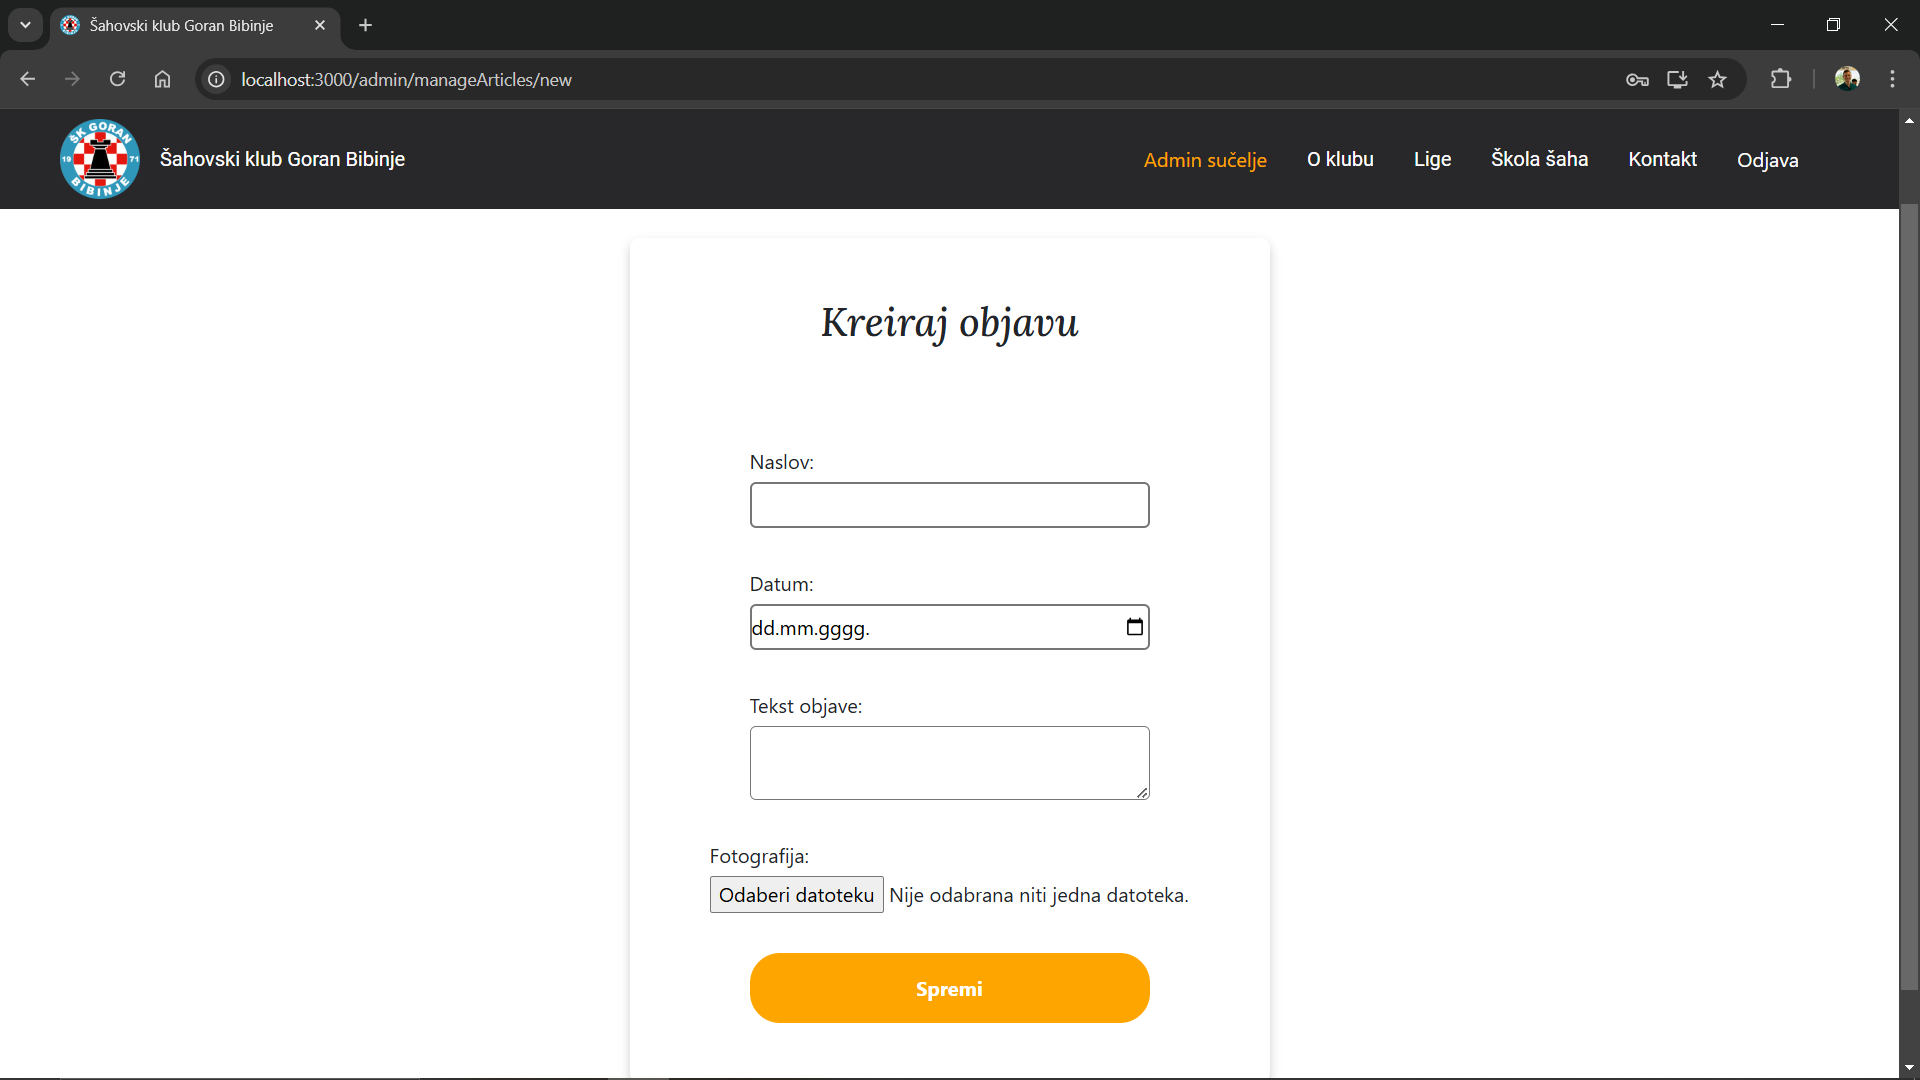 Šahovski klub Goran Bibinje
localhost:3000/admin/manageArticles/new
ŠK GORAN
19 71
BIBINJE
Šahovski klub Goran Bibinje
Admin sučelje O klubu Lige Škola šaha Kontakt Odjava
Kreiraj objavu
Naslov:
Datum:
dd.mm.gggg.
Tekst objave:
Fotografija:
Odaberi datoteku Nije odabrana niti jedna datoteka.
Spremi